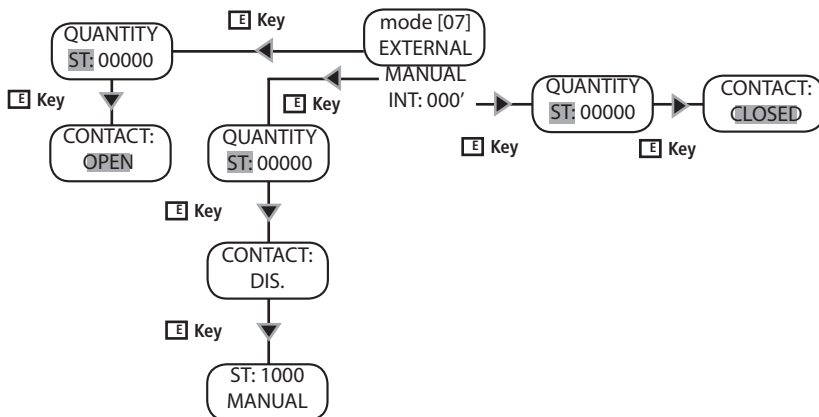 E Key
mode [07]
EXTERNAL
MANUAL
INT: 000'
QUANTITY
ST: 00000
E Key
CONTACT:
OPEN
E Key
QUANTITY
ST: 00000
E Key
CONTACT:
DIS.
E Key
ST: 1000
MANUAL
E Key
QUANTITY
ST: 00000
E Key
CONTACT:
CLOSED